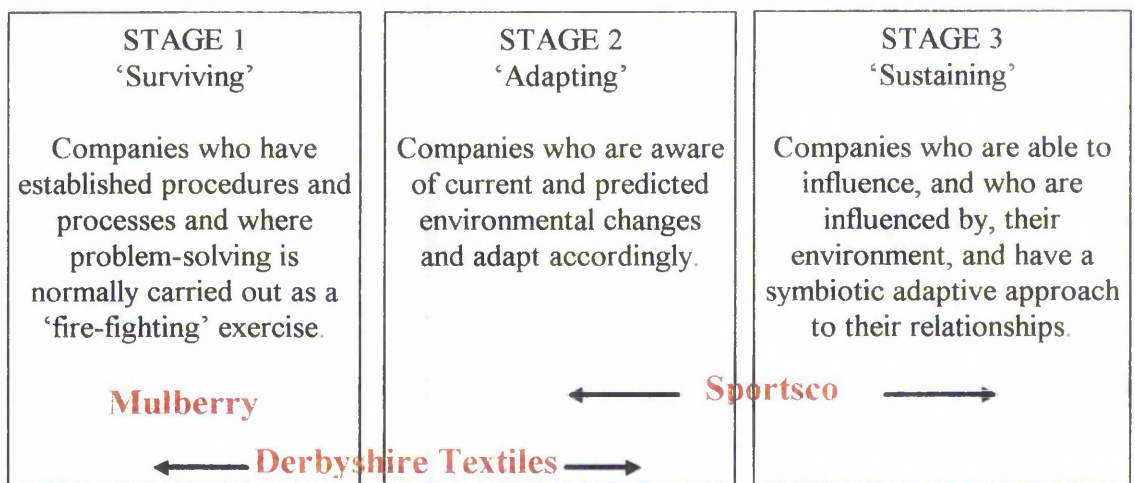 STAGE 1
‘Surviving’
Companies who have
established procedures and
processes and where
problem-solving is
normally carried out as a
‘fire-fighting’ exercise.
Mulberry
STAGE 2
‘Adapting’
Companies who are aware
of current and predicted
environmental changes
and adapt accordingly.
STAGE 3
‘Sustaining’
Companies who are able to
influence, and who are
influenced by, their
environment, and have a
symbiotic adaptive approach
to their relationships.
Sportsco
Derbyshire Textiles